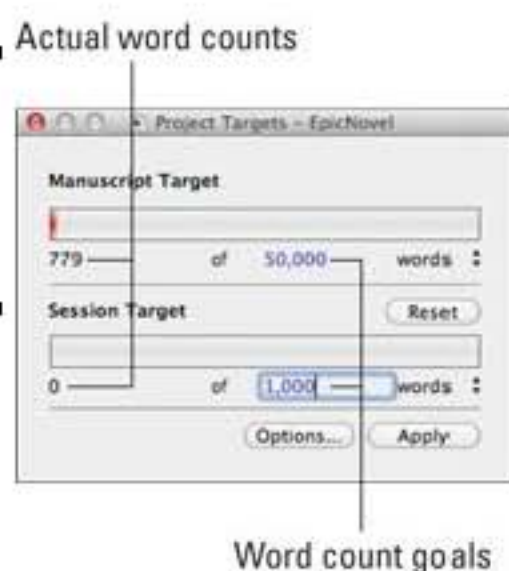 Actual word counts
Project Targets - EpicNovel
Manuscript Target
779 of 50,000 words
Session Target Reset
0 of 1,000 words
Options... Apply
Word count goals